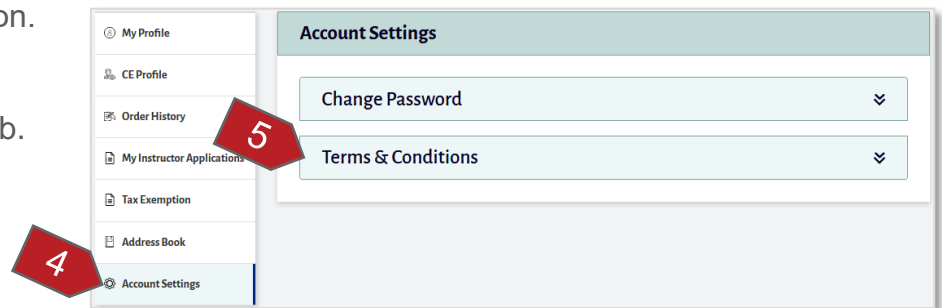 on.
b.
My Profile
CE Profile
Order History
My Instructor Applications
Tax Exemption
Address Book
Account Settings
4
Account Settings
Change Password
5
Terms & Conditions